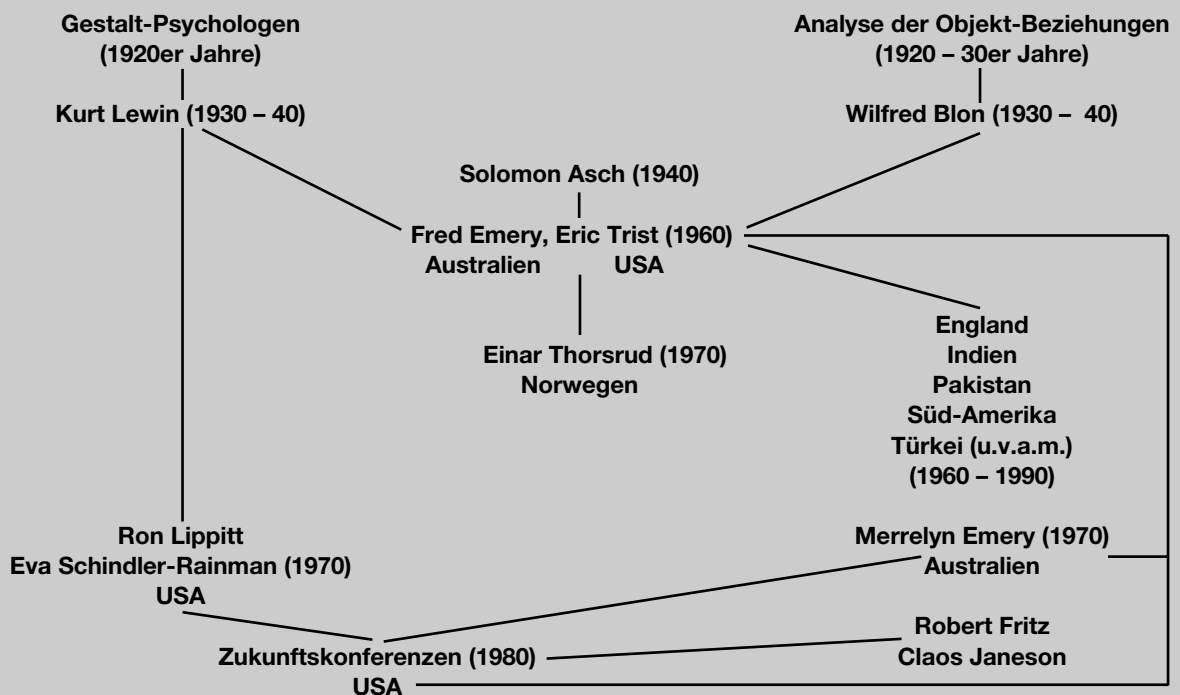 Gestalt-Psychologen
(1920er Jahre)
Analyse der Objekt-Beziehungen
(1920 – 30er Jahre)
Kurt Lewin (1930 – 40)
Wilfred Blon (1930 – 40)
Solomon Asch (1940)
Fred Emery, Eric Trist (1960)
Australien USA
Einar Thorsrud (1970)
Norwegen
England
Indien
Pakistan
Süd-Amerika
Türkei (u.v.a.m.)
(1960 – 1990)
Ron Lippitt
Eva Schindler-Rainman (1970)
USA
Merrelyn Emery (1970)
Australien
Robert Fritz
Claos Janeson
Zukunftskonferenzen (1980)
USA